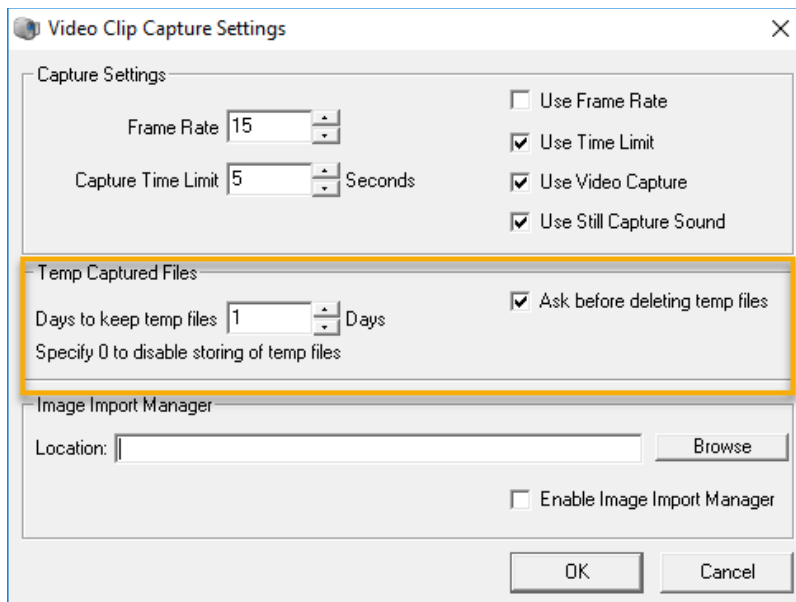 Video Clip Capture Settings
Capture Settings
Frame Rate 15
Capture Time Limit 5 Seconds
Use Frame Rate
Use Time Limit
Use Video Capture
Use Still Capture Sound
Temp Captured Files
Days to keep temp files 1 Days
Specify 0 to disable storing of temp files
Ask before deleting temp files
Image Import Manager
Location:
Browse
Enable Image Import Manager
OK
Cancel